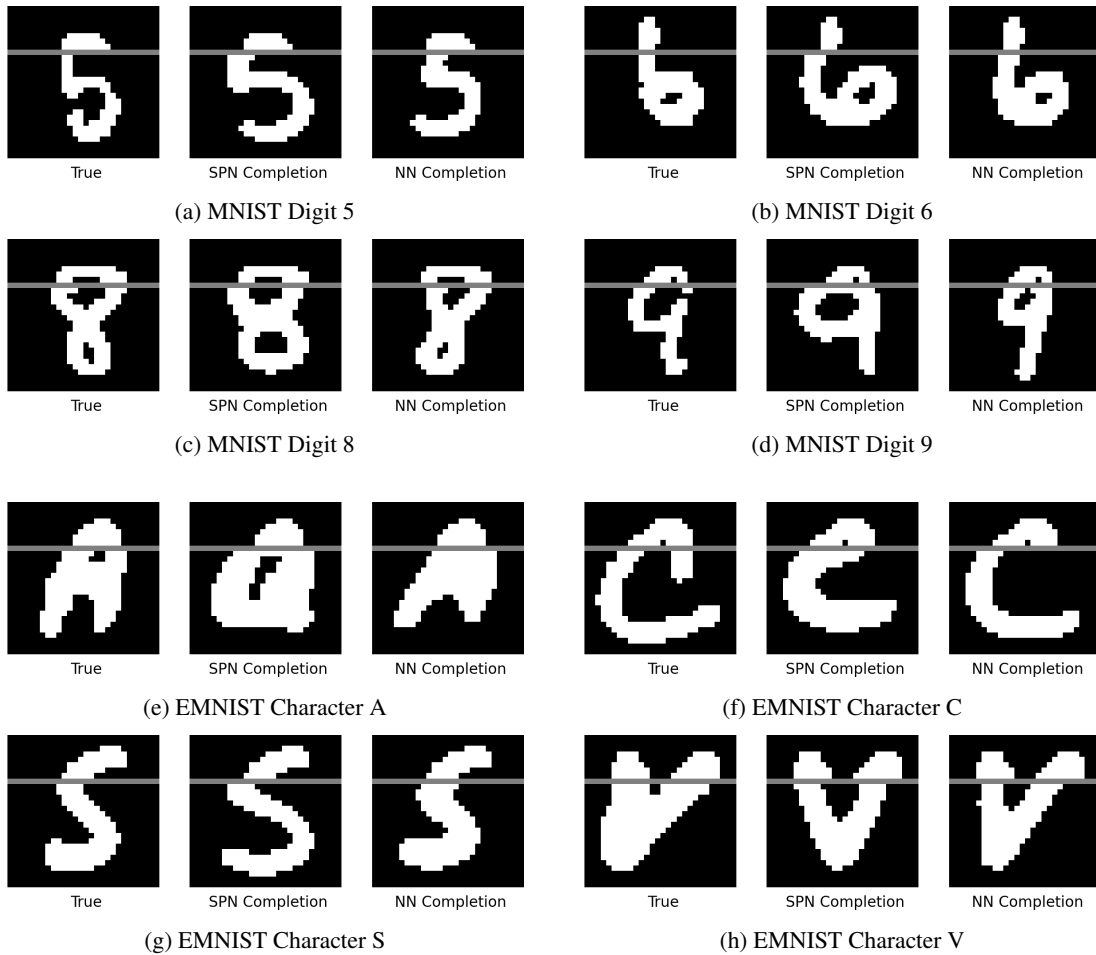 True SPN Completion NN Completion
(a) MNIST Digit 5
True SPN Completion NN Completion
(b) MNIST Digit 6
True SPN Completion NN Completion
(c) MNIST Digit 8
True SPN Completion NN Completion
(d) MNIST Digit 9
True SPN Completion NN Completion
(e) EMNIST Character A
True SPN Completion NN Completion
(f) EMNIST Character C
True SPN Completion NN Completion
(g) EMNIST Character S
True SPN Completion NN Completion
(h) EMNIST Character V